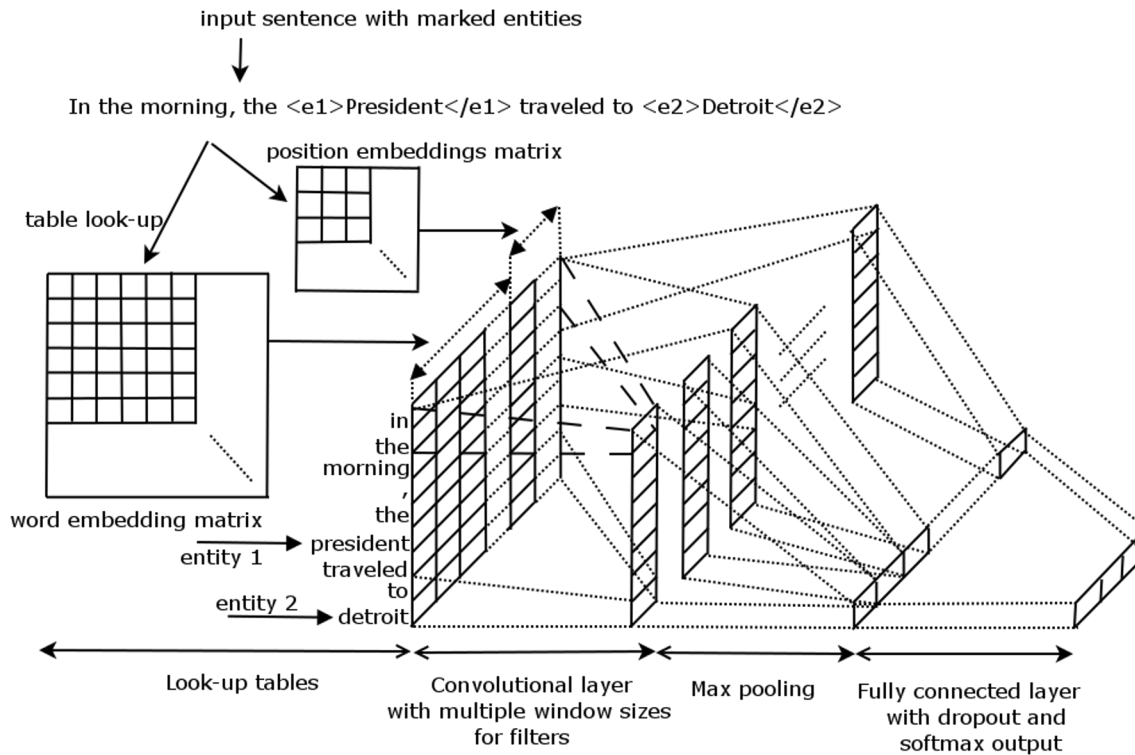 input sentence with marked entities
In the morning, the <e1>President</e1> traveled to <e2>Detroit</e2>
position embeddings matrix
table look-up
word embedding matrix
in
the
morning
,
the
president
traveled
to
detroit
entity 1
entity 2
Look-up tables
Convolutional layer
with multiple window sizes
for filters
Max pooling
Fully connected layer
with dropout and
softmax output